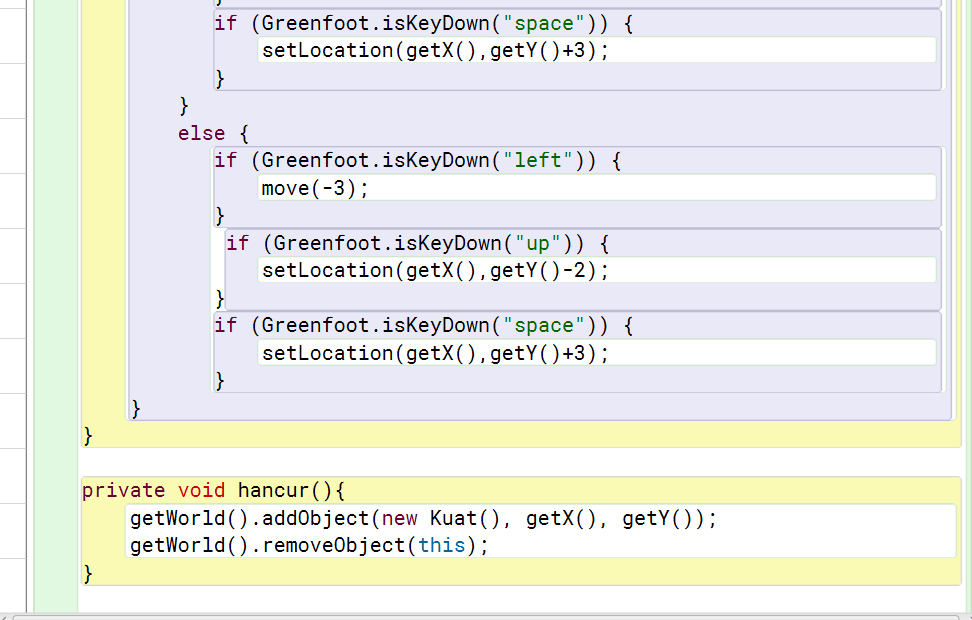 }
if (Greenfoot.isKeyDown("space")) {
setLocation(getX(),getY()+3);
}
}
else {
if (Greenfoot.isKeyDown("left")) {
move(-3);
}
if (Greenfoot.isKeyDown("up")) {
setLocation(getX(),getY()-2);
}
if (Greenfoot.isKeyDown("space")) {
setLocation(getX(),getY()+3);
}
}
}
private void hancur(){
getWorld().addObject(new Kuat(), getX(), getY());
getWorld().removeObject(this);
}